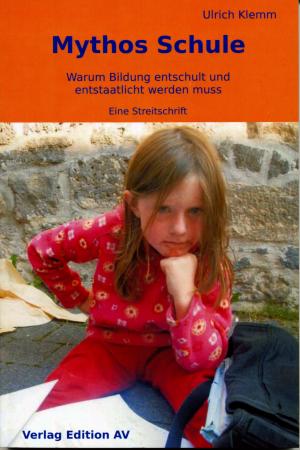 Ulrich Klemm
Mythos Schule
Warum Bildung entschult und
entstaatlicht werden muss
Eine Streitschrift
Verlag Edition AV